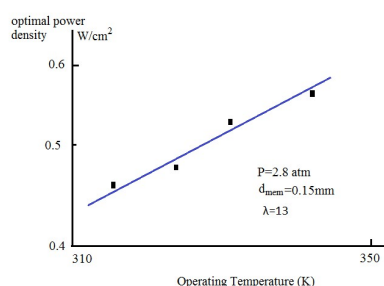 optimal power
density W/cm²
0.6
0.5
P=2.8 atm
d_mem=0.15mm
λ=13
0.4
310 350
Operating Temperature (K)